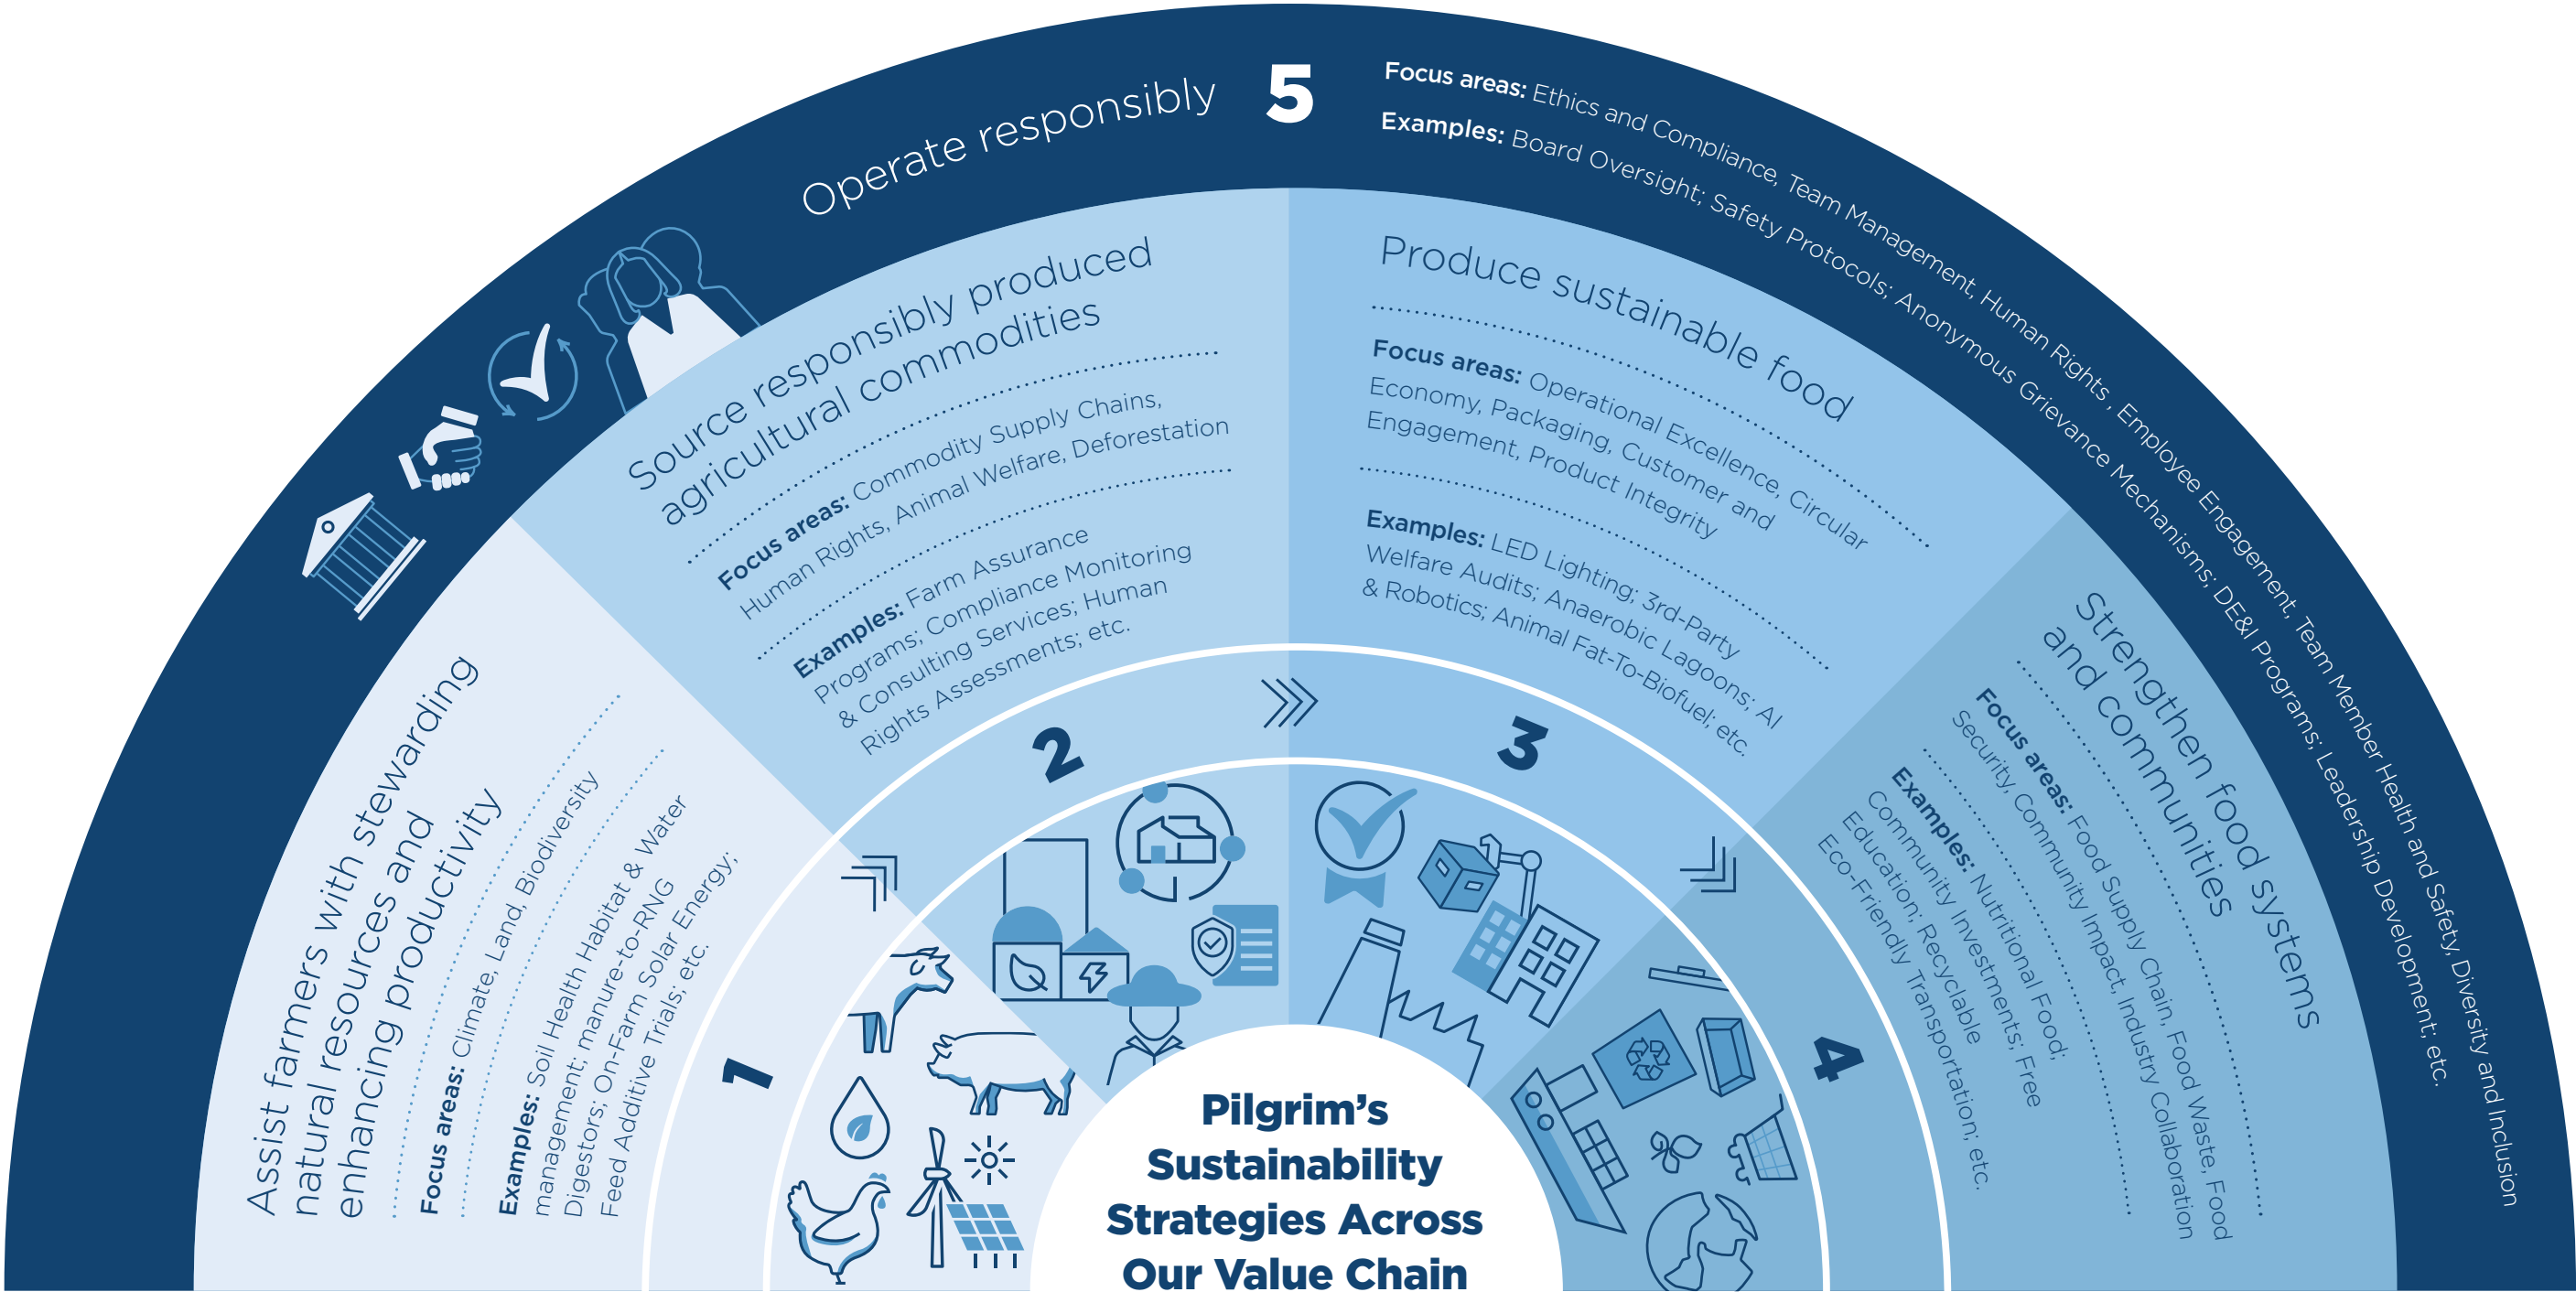 Operate responsibly
5
Focus areas: Ethics and Compliance, Team Management, Human Rights , Employee Engagement, Team Member Health and Safety, Diversity and Inclusion
Examples: Board Oversight; Safety Protocols; Anonymous Grievance Mechanisms; DE&I Programs; Leadership Development; etc.
Assist farmers with stewarding
natural resources and
enhancing productivity
Focus areas: Climate, Land, Biodiversity
Examples: Soil Health Habitat & Water
management; manure-to-RNG
Digestors; On-Farm Solar Energy;
Feed Additive Trials; etc.
1
Source responsibly produced
agricultural commodities
Focus areas: Commodity Supply Chains,
Human Rights, Animal Welfare, Deforestation
Examples: Farm Assurance
Programs; Compliance Monitoring
& Consulting Services; Human
Rights Assessments; etc.
2
Produce sustainable food
Focus areas: Operational Excellence, Circular
Economy, Packaging, Customer and
Engagement, Product Integrity
Examples: LED Lighting; 3rd-Party
Welfare Audits; Anaerobic Lagoons; AI
& Robotics; Animal Fat-To-Biofuel; etc.
3
Strengthen food systems
and communities
Focus areas: Food Supply Chain, Food Waste, Food
Security, Community Impact, Industry Collaboration
Examples: Nutritional Food;
Community Investments; Free
Education; Recyclable
Eco-Friendly Transportation; etc.
4
Pilgrim's
Sustainability
Strategies Across
Our Value Chain